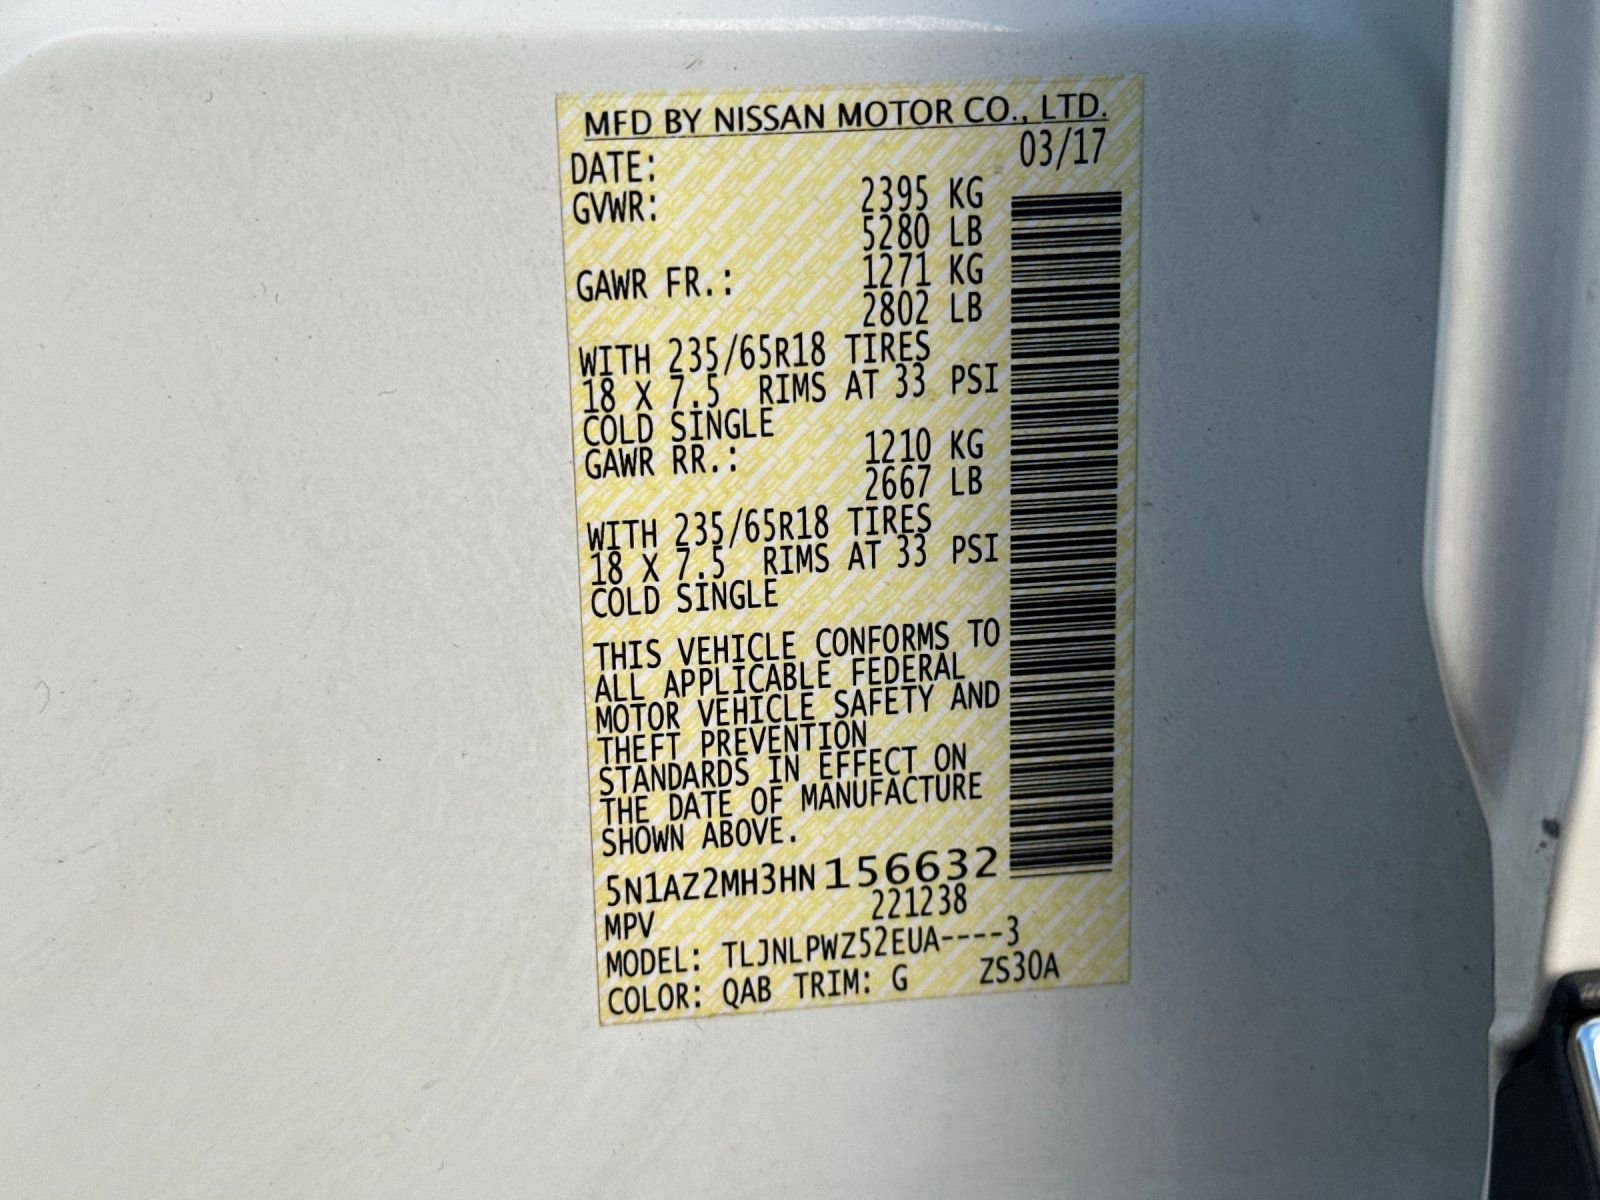 MFD BY NISSAN MOTOR CO., LTD.
DATE: 03/17
GVWR: 2395 KG
5280 LB
GAWR FR.: 1271 KG
2802 LB
WITH 235/65R18 TIRES
18 X 7.5 RIMS AT 33 PSI
COLD SINGLE
GAWR RR.: 1210 KG
2667 LB
WITH 235/65R18 TIRES
18 X 7.5 RIMS AT 33 PSI
COLD SINGLE
THIS VEHICLE CONFORMS TO
ALL APPLICABLE FEDERAL
MOTOR VEHICLE SAFETY AND
THEFT PREVENTION
STANDARDS IN EFFECT ON
THE DATE OF MANUFACTURE
SHOWN ABOVE.
5N1AZ2MH3HN156632
MPV 221238
MODEL: TLJNLPWZ52EUA----3
COLOR: QAB TRIM: G ZS30A